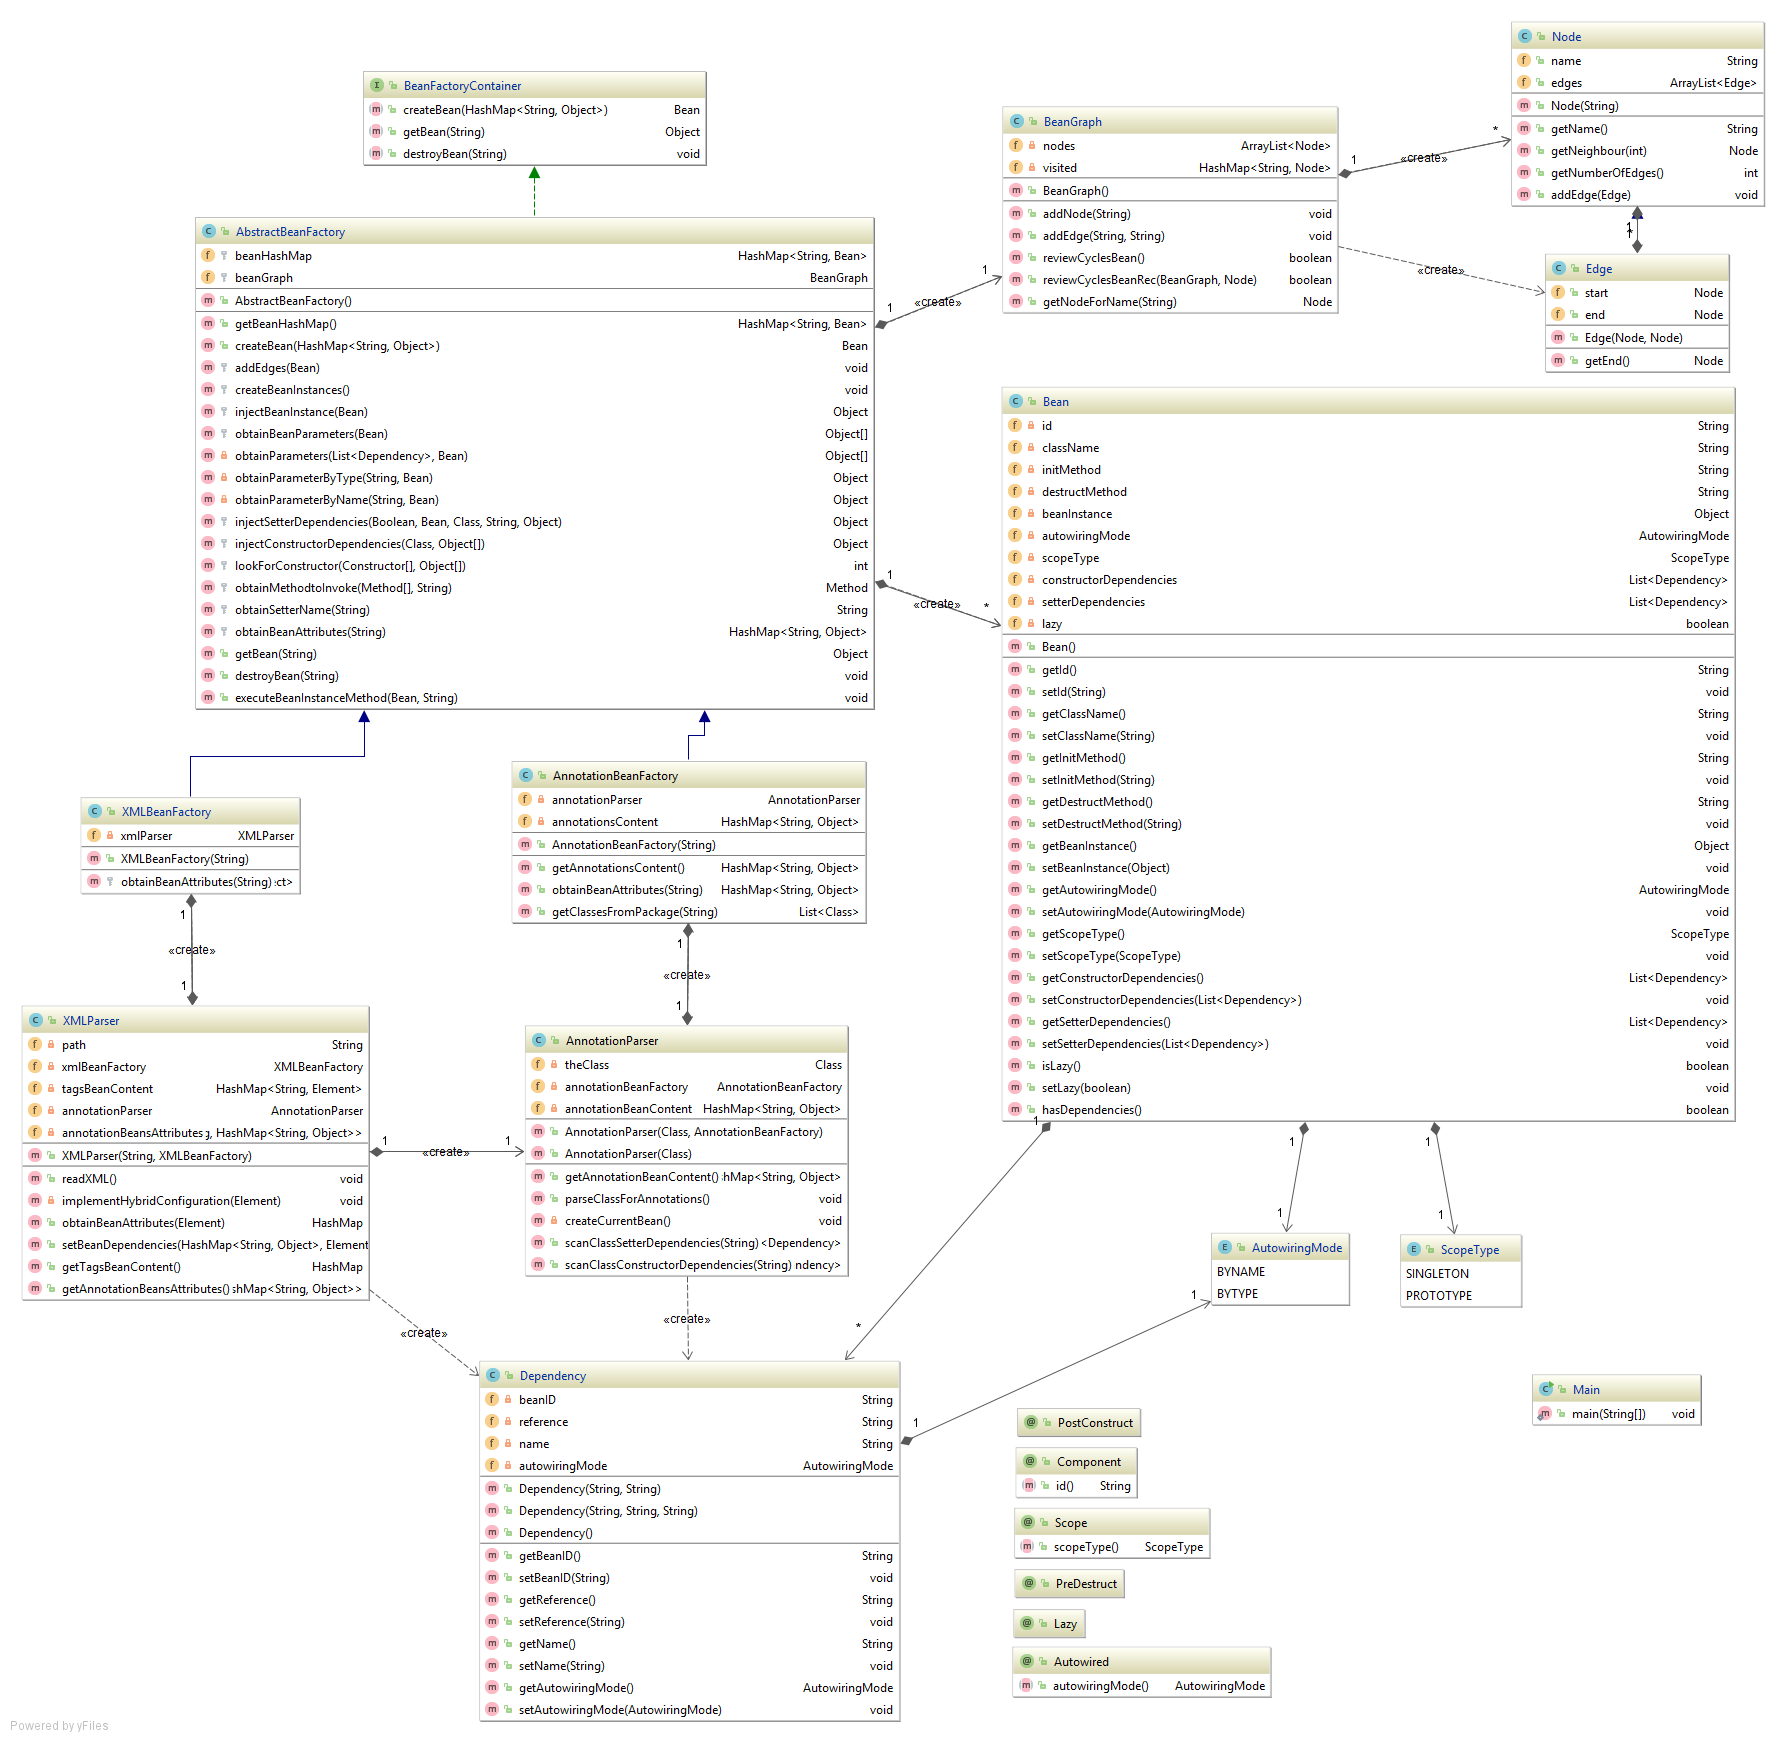 BeanFactoryContainer
createBean(HashMap<String, Object>) Bean
getBean(String) Object
destroyBean(String) void
AbstractBeanFactory
beanHashMap HashMap<String, Bean>
beanGraph BeanGraph
AbstractBeanFactory()
getBeanHashMap() HashMap<String, Bean>
createBean(HashMap<String, Object>) Bean
addEdges(Bean) void
createBeanInstances() void
injectBeanInstance(Bean) Object
obtainBeanParameters(Bean) Object[]
obtainParameters(List<Dependency>, Bean) Object[]
obtainParameterByType(String, Bean) Object
obtainParameterByName(String, Bean) Object
injectSetterDependencies(Boolean, Bean, Class, String, Object) Object
injectConstructorDependencies(Class, Object[]) Object
lookForConstructor(Constructor[], Object[]) int
obtainMethodtoInvoke(Method[], String) Method
obtainSetterName(String) String
obtainBeanAttributes(String) HashMap<String, Object>
getBean(String) Object
destroyBean(String) void
executeBeanInstanceMethod(Bean, String) void
1
«create»
1
1
«create»
*
BeanGraph
nodes ArrayList<Node>
visited HashMap<String, Node>
BeanGraph()
addNode(String) void
addEdge(String, String) void
reviewCyclesBean() boolean
reviewCyclesBeanRec(BeanGraph, Node) boolean
getNodeForName(String) Node
1
«create»
*
«create»
Node
name String
edges ArrayList<Edge>
Node(String)
getName() String
getNeighbour(int) Node
getNumberOfEdges() int
addEdge(Edge) void
1
*
Edge
start Node
end Node
Edge(Node, Node)
getEnd() Node
Bean
id String
className String
initMethod String
destructMethod String
beanInstance Object
autowiringMode AutowiringMode
scopeType ScopeType
constructorDependencies List<Dependency>
setterDependencies List<Dependency>
lazy boolean
Bean()
getId() String
setId(String) void
getClassName() String
setClassName(String) void
getInitMethod() String
setInitMethod(String) void
getDestructMethod() String
setDestructMethod(String) void
getBeanInstance() Object
setBeanInstance(Object) void
getAutowiringMode() AutowiringMode
setAutowiringMode(AutowiringMode) void
getScopeType() ScopeType
setScopeType(ScopeType) void
getConstructorDependencies() List<Dependency>
setConstructorDependencies(List<Dependency>) void
getSetterDependencies() List<Dependency>
setSetterDependencies(List<Dependency>) void
isLazy() boolean
setLazy(boolean) void
hasDependencies() boolean
1
*
1
1
1
1
XMLBeanFactory
xmlParser XMLParser
XMLBeanFactory(String)
obtainBeanAttributes(String) :ct>
1
«create»
1
AnnotationBeanFactory
annotationParser AnnotationParser
annotationsContent HashMap<String, Object>
AnnotationBeanFactory(String)
getAnnotationsContent() HashMap<String, Object>
obtainBeanAttributes(String) HashMap<String, Object>
getClassesFromPackage(String) List<Class>
1
«create»
1
XMLParser
path String
xmlBeanFactory XMLBeanFactory
tagsBeanContent HashMap<String, Element>
annotationParser AnnotationParser
annotationBeansAttributes g, HashMap<String, Object>>
XMLParser(String, XMLBeanFactory)
readXML() void
implementHybridConfiguration(Element) void
obtainBeanAttributes(Element) HashMap
setBeanDependencies(HashMap<String, Object>, Element
getTagsBeanContent() HashMap
getAnnotationBeansAttributes() shMap<String, Object>>
1
«create»
1
«create»
AnnotationParser
theClass Class
annotationBeanFactory AnnotationBeanFactory
annotationBeanContent HashMap<String, Object>
AnnotationParser(Class, AnnotationBeanFactory)
AnnotationParser(Class)
getAnnotationBeanContent() shMap<String, Object>
parseClassForAnnotations() void
createCurrentBean() void
scanClassSetterDependencies(String) <Dependency>
scanClassConstructorDependencies(String) ndency>
«create»
AutowiringMode
BYNAME
BYTYPE
ScopeType
SINGLETON
PROTOTYPE
Dependency
beanID String
reference String
name String
autowiringMode AutowiringMode
Dependency(String, String)
Dependency(String, String, String)
Dependency()
getBeanID() String
setBeanID(String) void
getReference() String
setReference(String) void
getName() String
setName(String) void
getAutowiringMode() AutowiringMode
setAutowiringMode(AutowiringMode) void
1
1
PostConstruct
Component
id() String
Scope
scopeType() ScopeType
PreDestruct
Lazy
Autowired
autowiringMode() AutowiringMode
Main
main(String[]) void
Powered by yFiles